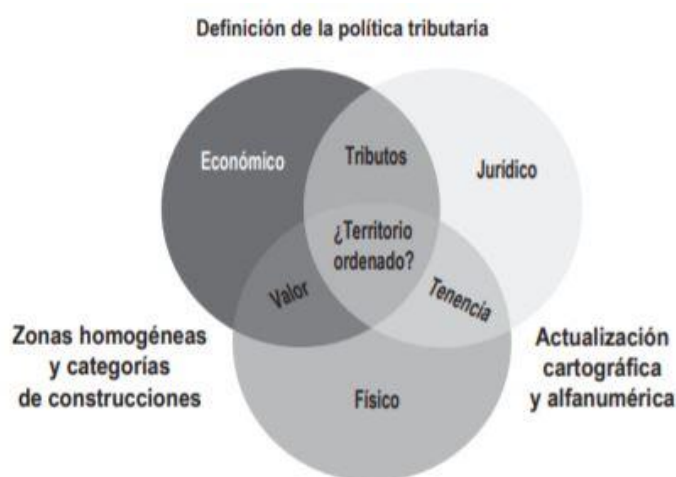 Definición de la política tributaria
Económico
Tributos
Jurídico
¿Territorio
ordenado?
Valor
Tenencia
Zonas homogéneas
y categorías
de construcciones
Físico
Actualización
cartográfica
y alfanumérica